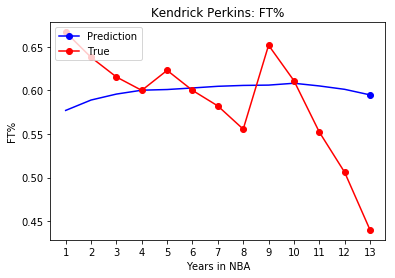 Kendrick Perkins: FT%
Prediction
True
0.65
0.60
0.55
0.50
0.45
FT%
1 2 3 4 5 6 7 8 9 10 11 12 13
Years in NBA